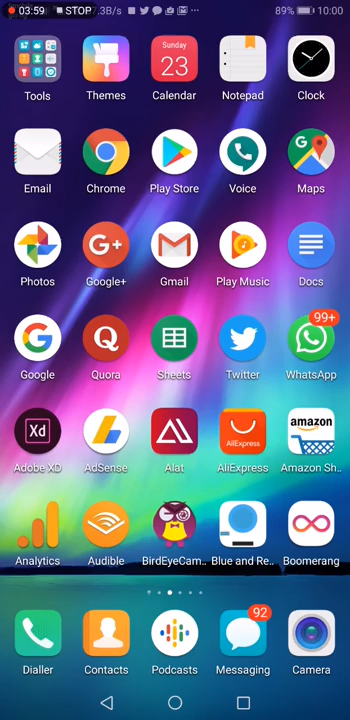 03:59 STOP .3B/s ... 89% 10:00
Sunday
23
Tools Themes Calendar Notepad Clock
Email Chrome Play Store Voice Maps
G
G+
Photos Google+ Gmail Play Music Docs
G Q 99+
Google Quora Sheets Twitter WhatsApp
Xd AliExpress amazon
Adobe XD AdSense Alat AliExpress Amazon Sh..
Analytics Audible BirdEyeCam.. Blue and Re.. Boomerang
92
Dialler Contacts Podcasts Messaging Camera